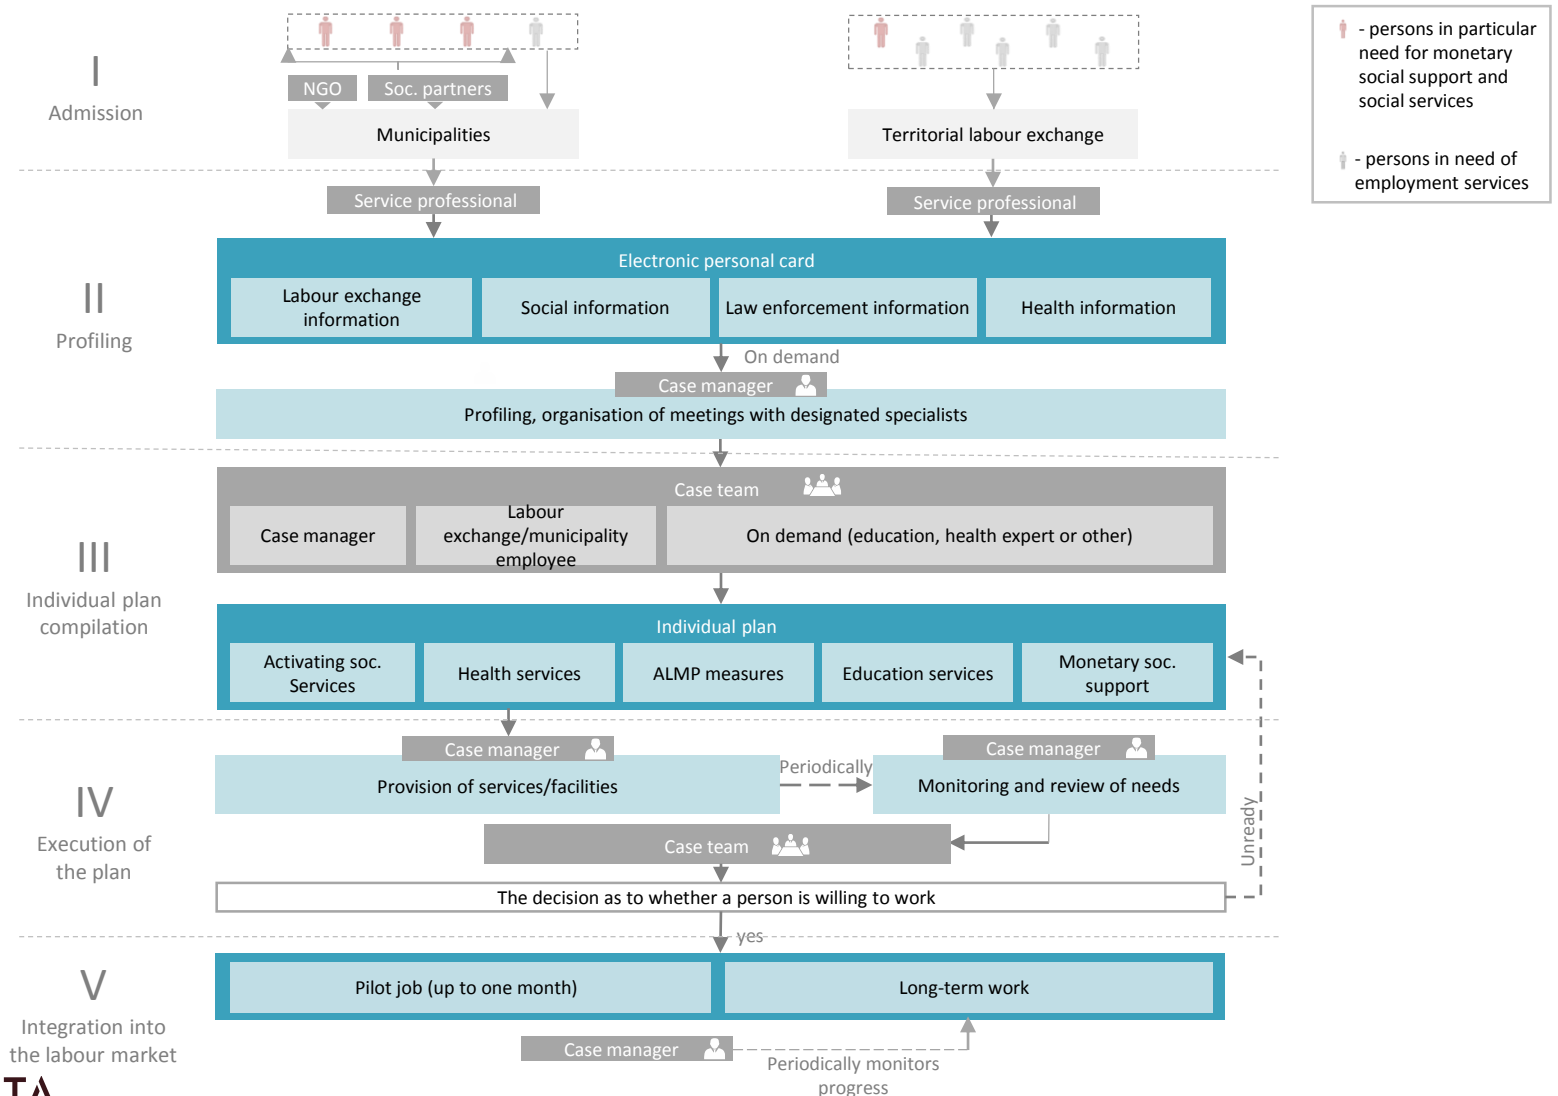 I
Admission
NGO
Soc. partners
Municipalities
Territorial labour exchange
- persons in particular
need for monetary
social support and
social services
- persons in need of
employment services
Service professional
Service professional
II
Profiling
Electronic personal card
Labour exchange
information
Social information
Law enforcement information
Health information
On demand
Case manager
Profiling, organisation of meetings with designated specialists
III
Individual plan
compilation
Case team
Case manager
Labour
exchange/municipality
employee
On demand (education, health expert or other)
Individual plan
Activating soc.
Services
Health services
ALMP measures
Education services
Monetary soc.
support
IV
Execution of
the plan
Case manager
Provision of services/facilities
Periodically
Case manager
Monitoring and review of needs
Unready
Case team
The decision as to whether a person is willing to work
yes
V
Integration into
the labour market
Pilot job (up to one month)
Long-term work
Case manager
Periodically monitors
progress